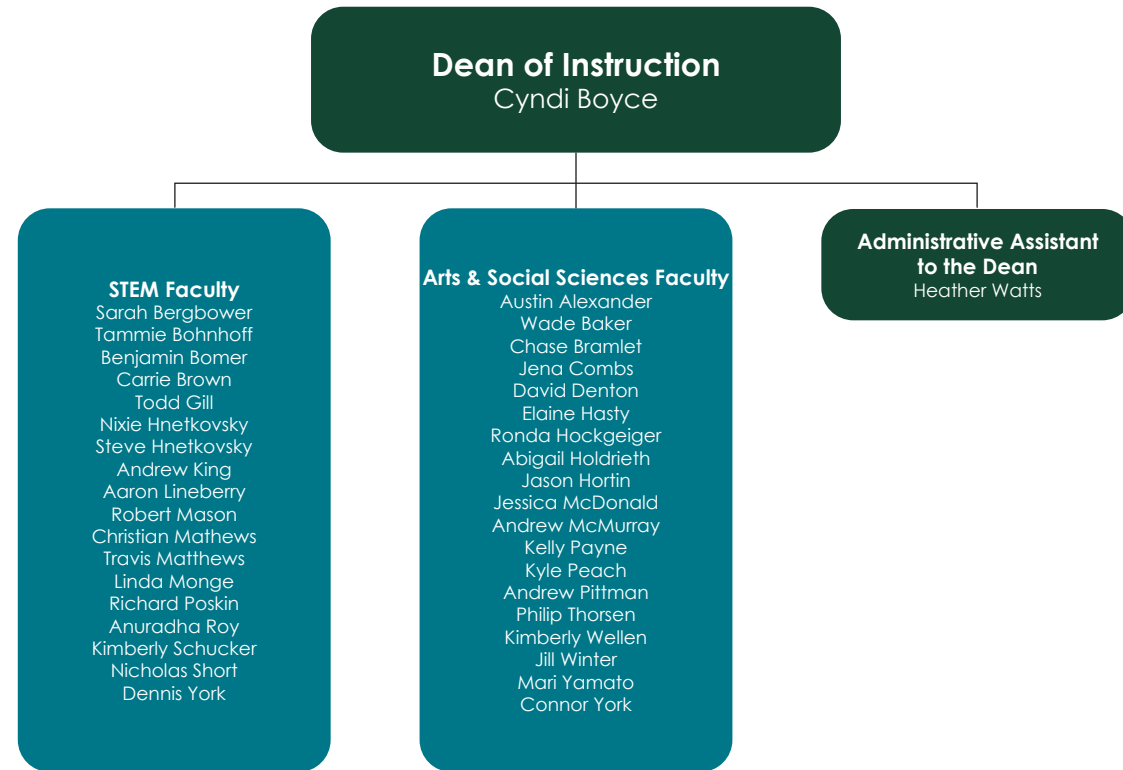 Dean of Instruction
Cyndi Boyce
STEM Faculty
Sarah Bergbower
Tammie Bohnhoff
Benjamin Bomer
Carrie Brown
Todd Gill
Nixie Hnetkovsky
Steve Hnetkovsky
Andrew King
Aaron Lineberry
Robert Mason
Christian Mathews
Travis Matthews
Linda Monge
Richard Poskin
Anuradha Roy
Kimberly Schucker
Nicholas Short
Dennis York
Arts & Social Sciences Faculty
Austin Alexander
Wade Baker
Chase Bramlet
Jena Combs
David Denton
Elaine Hasty
Ronda Hockgeiger
Abigail Holdrieth
Jason Hortin
Jessica McDonald
Andrew McMurray
Kelly Payne
Kyle Peach
Andrew Pittman
Philip Thorsen
Kimberly Wellen
Jill Winter
Mari Yamato
Connor York
Administrative Assistant
to the Dean
Heather Watts